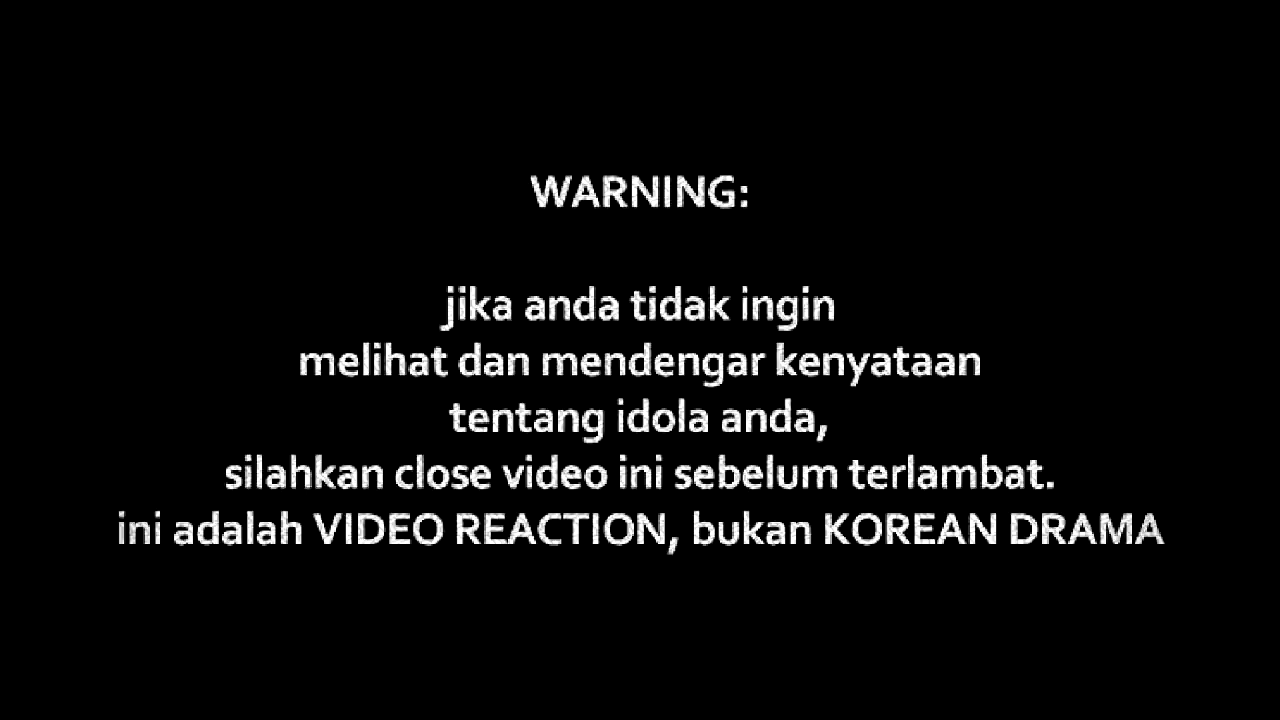 WARNING:
jika anda tidak ingin
melihat dan mendengar kenyataan
tentang idola anda,
silahkan close video ini sebelum terlambat.
ini adalah VIDEO REACTION, bukan KOREAN DRAMA